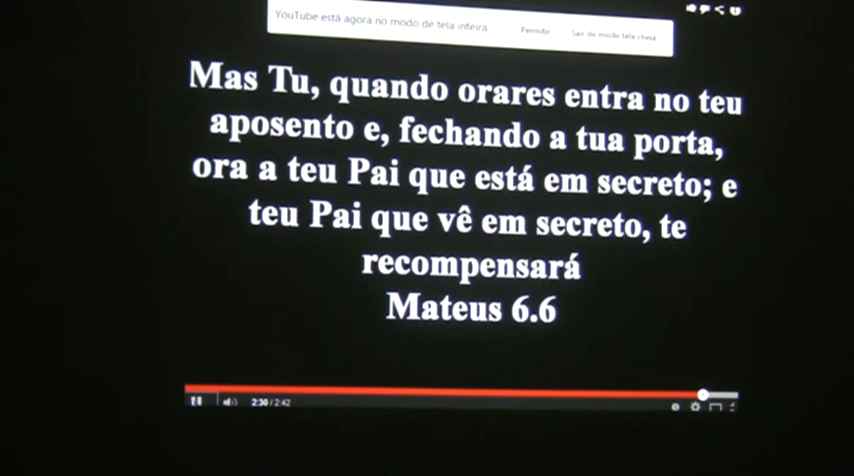 YouTube está agora no modo de tela inteira Permitir Sair do modo tela cheia
Mas Tu, quando orares entra no teu
aposento e, fechando a tua porta,
ora a teu Pai que está em secreto; e
teu Pai que vê em secreto, te
recompensará
Mateus 6.6
2:30 / 2:42